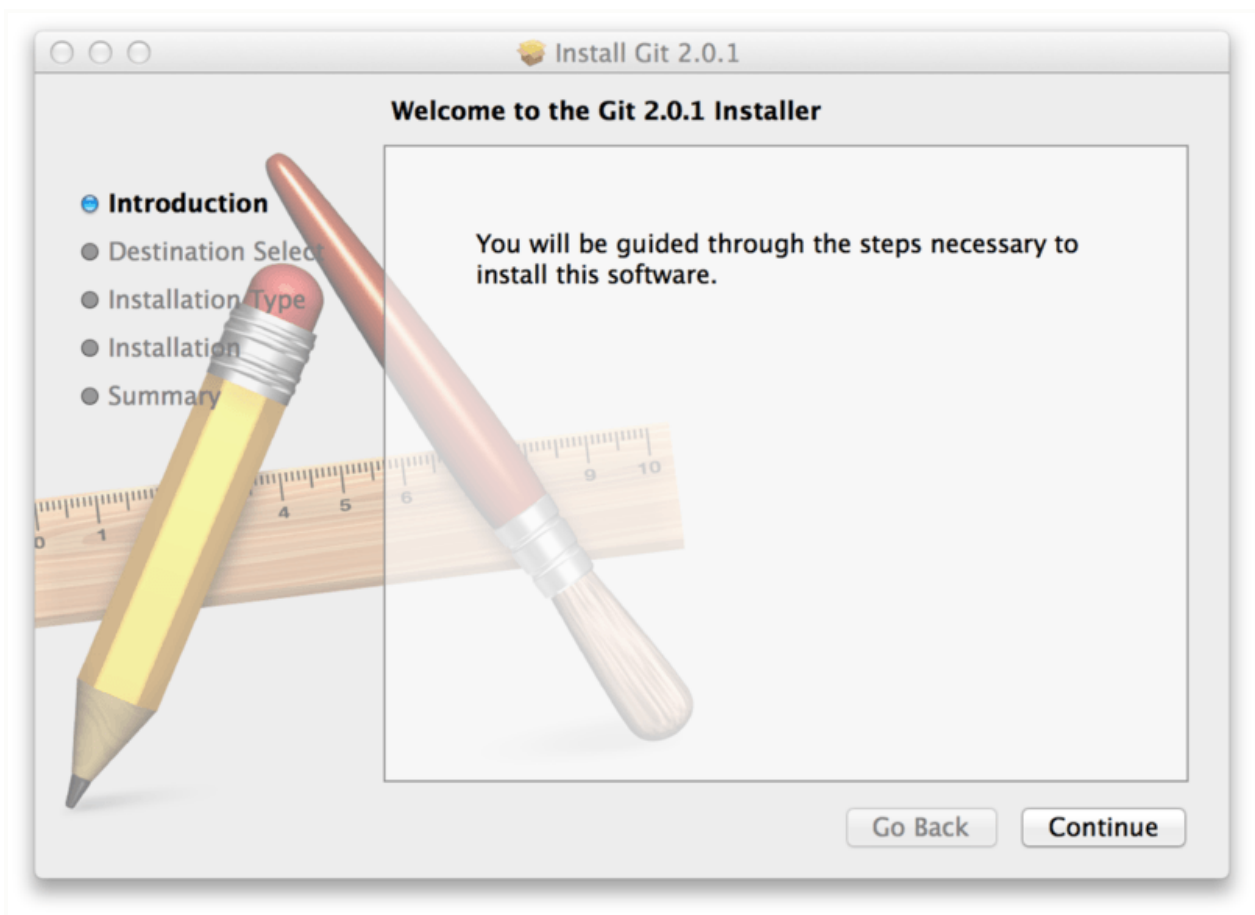 Install Git 2.0.1
Welcome to the Git 2.0.1 Installer
Introduction
Destination Select
Installation Type
Installation
Summary
You will be guided through the steps necessary to
install this software.
0 1 4 5 6 9 10
Go Back
Continue